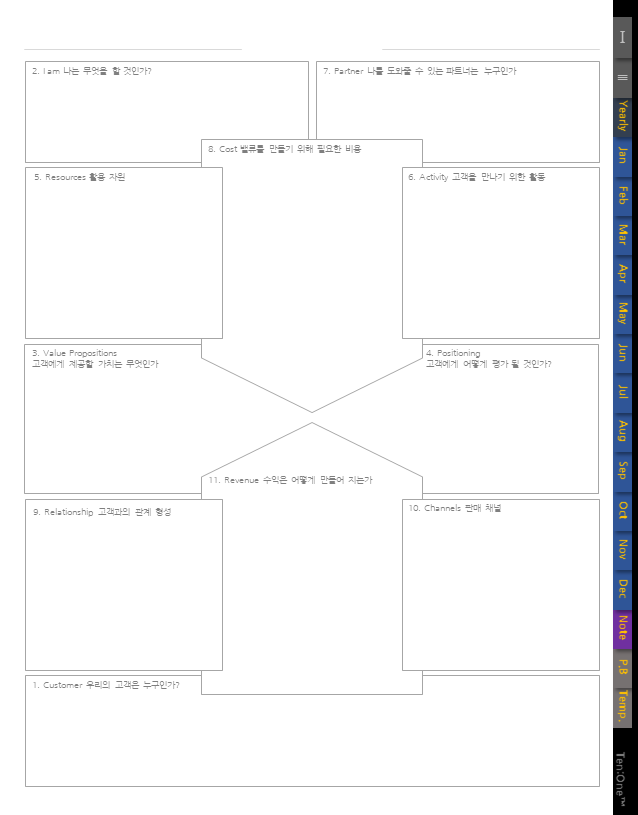 2. I am 나는 무엇을 할 것인가?
7. Partner 나를 도와줄 수 있는 파트너는 누구인가
8. Cost 밸류를 만들기 위해 필요한 비용
5. Resources 활용 자원
6. Activity 고객을 만나기 위한 활동
3. Value Propositions
고객에게 제공할 가치는 무엇인가
4. Positioning
고객에게 어떻게 평가 될 것인가?
11. Revenue 수익은 어떻게 만들어 지는가
9. Relationship 고객과의 관계 형성
10. Channels 판매 채널
1. Customer 우리의 고객은 누구인가?
I
Yearly
Jan
Feb
Mar
Apr
May
Jun
Jul
Aug
Sep
Oct
Nov
Dec
Note
P.B
Temp.
Ten:One™